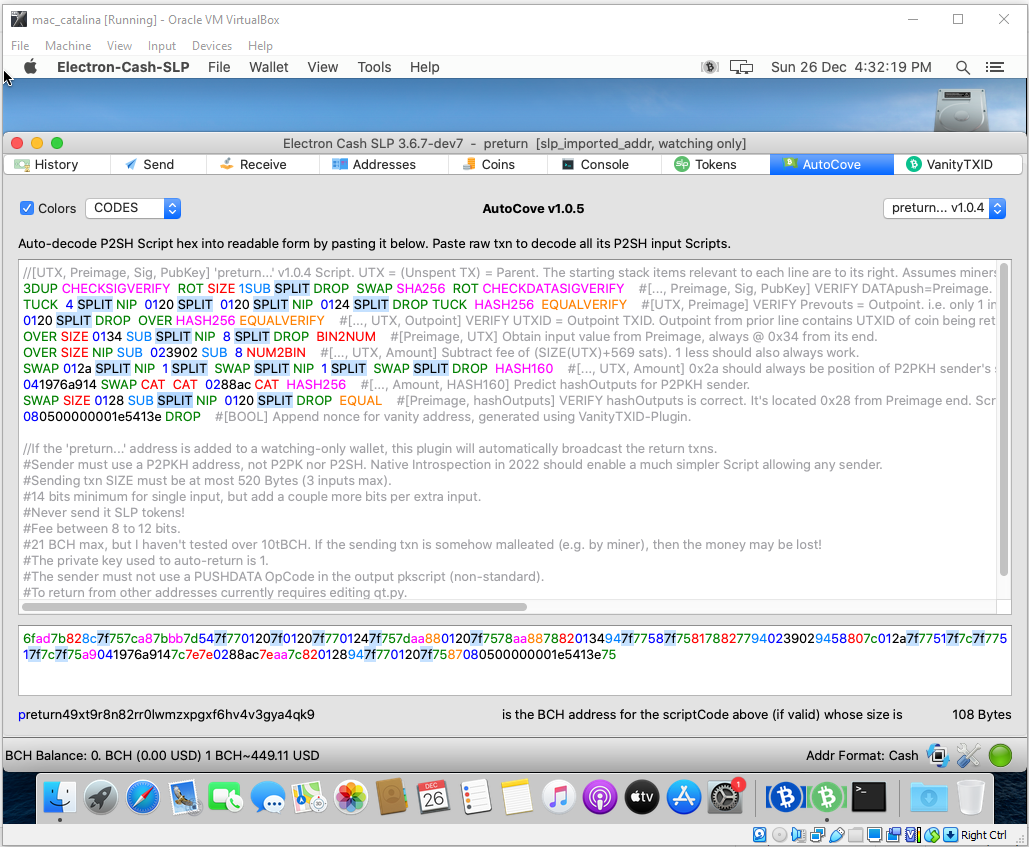 mac_catalina [Running] - Oracle VM VirtualBox
File Machine View Input Devices Help
Electron-Cash-SLP File Wallet View Tools Help Sun 26 Dec 4:32:19 PM
Electron Cash SLP 3.6.7-dev7 - preturn [slp_imported_addr, watching only]
History Send Receive Addresses Coins Console Tokens AutoCove VanityTXID
Colors CODES AutoCove v1.0.5 preturn... v1.0.4
Auto-decode P2SH Script hex into readable form by pasting it below. Paste raw txn to decode all its P2SH input Scripts.
//[UTX, Preimage, Sig, PubKey] 'preturn...' v1.0.4 Script. UTX = (Unspent TX) = Parent. The starting stack items relevant to each line are to its right. Assumes miners
3DUP CHECKSIGVERIFY ROT SIZE 1SUB SPLIT DROP SWAP SHA256 ROT CHECKDATASIGVERIFY #[..., Preimage, Sig, PubKey] VERIFY DATApush=Preimage.
TUCK 4 SPLIT NIP 0120 SPLIT 0120 SPLIT NIP 0124 SPLIT DROP TUCK HASH256 EQUALVERIFY #[UTX, Preimage] VERIFY Prevouts = Outpoint. i.e. only 1 in
0120 SPLIT DROP OVER HASH256 EQUALVERIFY #[..., UTX, Outpoint] VERIFY UTXID = Outpoint TXID. Outpoint from prior line contains UTXID of coin being ret
OVER SIZE 0134 SUB SPLIT NIP 8 SPLIT DROP BIN2NUM #[Preimage, UTX] Obtain input value from Preimage, always @ 0x34 from its end.
OVER SIZE NIP SUB 023902 SUB 8 NUM2BIN #[..., UTX, Amount] Subtract fee of (SIZE(UTX)+569 sats). 1 less should also always work.
SWAP 012a SPLIT NIP 1 SPLIT SWAP SPLIT NIP 1 SPLIT SWAP SPLIT DROP HASH160 #[..., UTX, Amount] 0x2a should always be position of P2PKH sender's s
041976a914 SWAP CAT CAT 0288ac CAT HASH256 #[..., Amount, HASH160] Predict hashOutputs for P2PKH sender.
SWAP SIZE 0128 SUB SPLIT NIP 0120 SPLIT DROP EQUAL #[Preimage, hashOutputs] VERIFY hashOutputs is correct. It's located 0x28 from Preimage end. Scr
080500000001e5413e DROP #[BOOL] Append nonce for vanity address, generated using VanityTXID-Plugin.
//If the 'preturn...' address is added to a watching-only wallet, this plugin will automatically broadcast the return txns.
#Sender must use a P2PKH address, not P2PK nor P2SH. Native Introspection in 2022 should enable a much simpler Script allowing any sender.
#Sending txn SIZE must be at most 520 Bytes (3 inputs max).
#14 bits minimum for single input, but add a couple more bits per extra input.
#Never send it SLP tokens!
#Fee between 8 to 12 bits.
#21 BCH max, but I haven't tested over 10tBCH. If the sending txn is somehow malleated (e.g. by miner), then the money may be lost!
#The private key used to auto-return is 1.
#The sender must not use a PUSHDATA OpCode in the output pkscript (non-standard).
#To return from other addresses currently requires editing qt.py.
6fad7b828c7f757ca87bbb7d547f7701207f01207f7701247f757daa8801207f7578aa887882013494​7f77587f758178827794023902945880​7c012a7f77517f7c7f775
17f7c7f75a9041976a9147c7e7e0288ac7eaa7c820128947f7701207f7587080500000001e5413e75
preturn49xt9r8n82rr0lwmzxpgxf6hv4v3gya4qk9 is the BCH address for the scriptCode above (if valid) whose size is 108 Bytes
BCH Balance: 0. BCH (0.00 USD) 1 BCH~449.11 USD Addr Format: Cash
DEC
26
tv
1
Right Ctrl